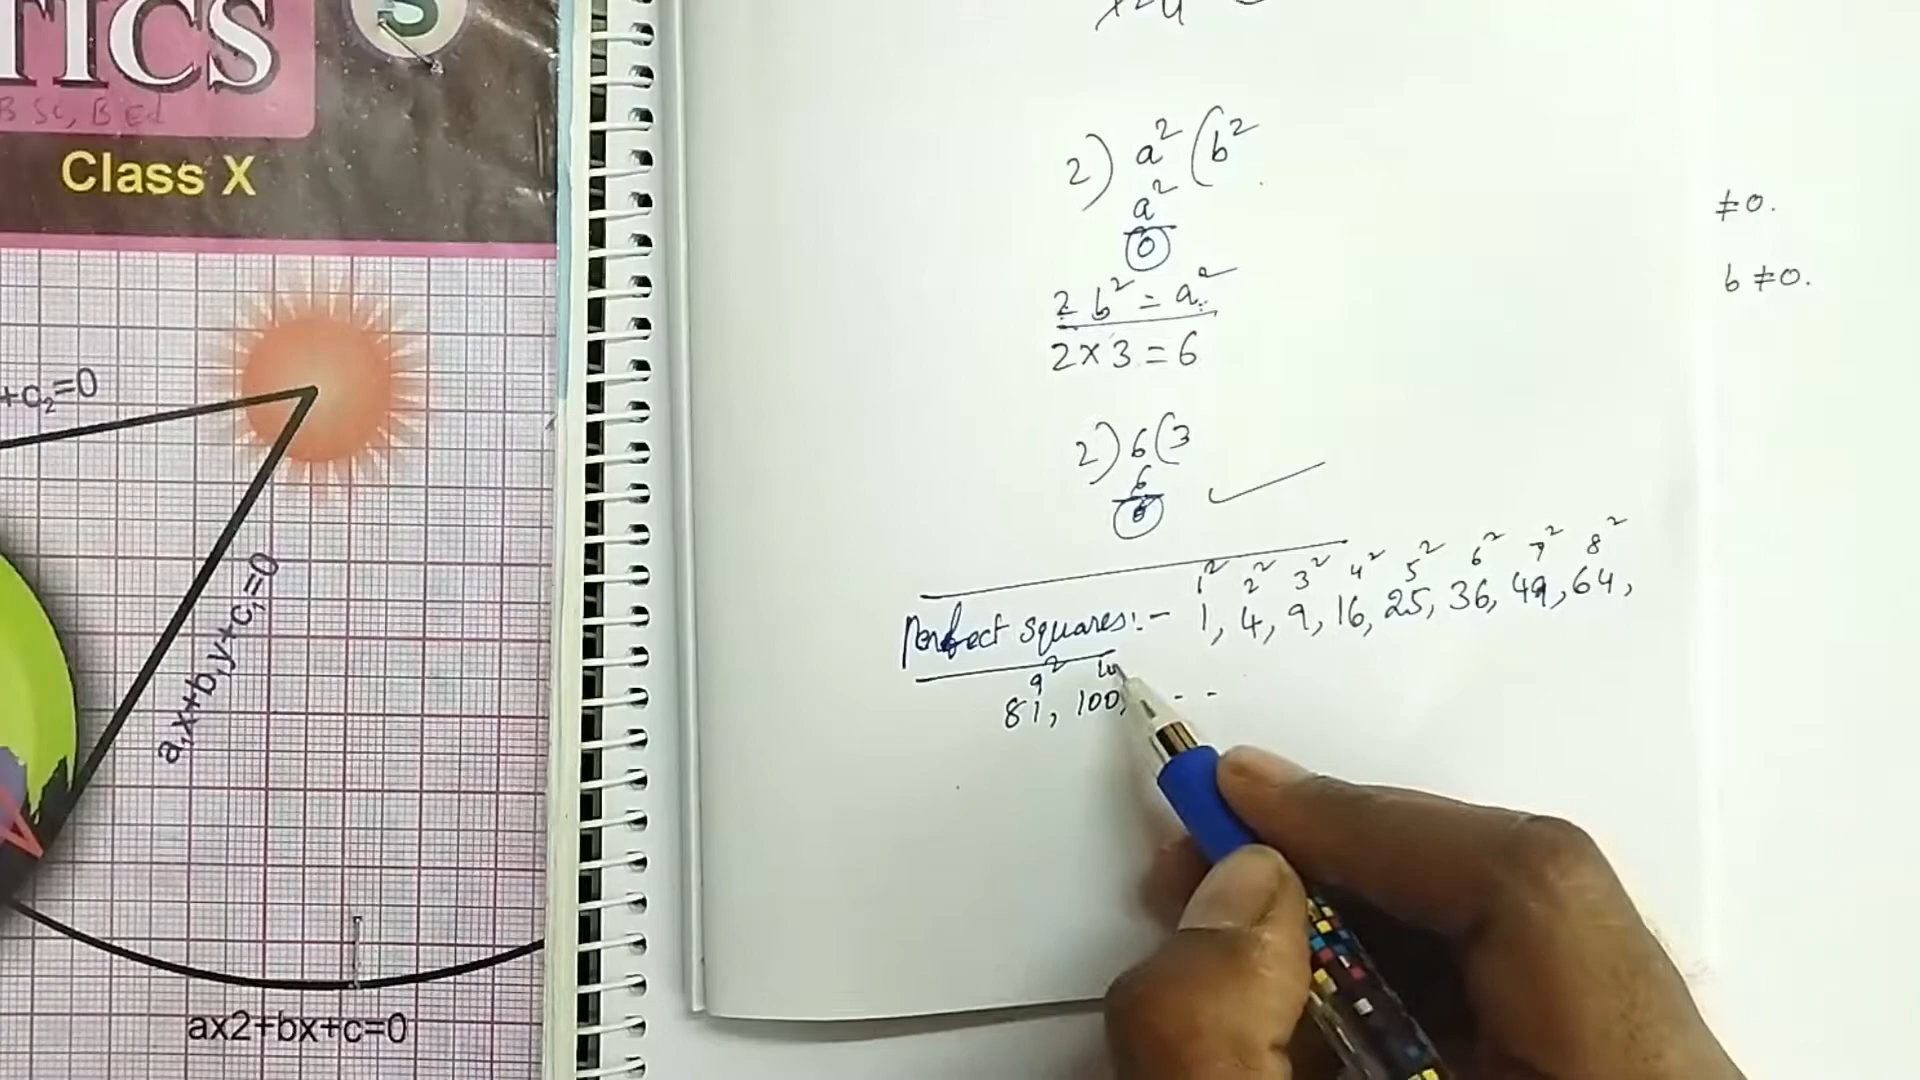 TICS
S
B Sc, B Ed
Class X
+c₂=0
a₁x+b₁y+c₁=0
ax2+bx+c=0
2) a² (b²
a²
0
2 b² = a²
2 x 3 = 6
2) 6 (3
6
0
≠0.
b ≠0.
1² 2² 3² 4² 5² 6² 7² 8²
Perfect squares:- 1, 4, 9, 16, 25, 36, 49, 64,
9² 10
81, 100, - -